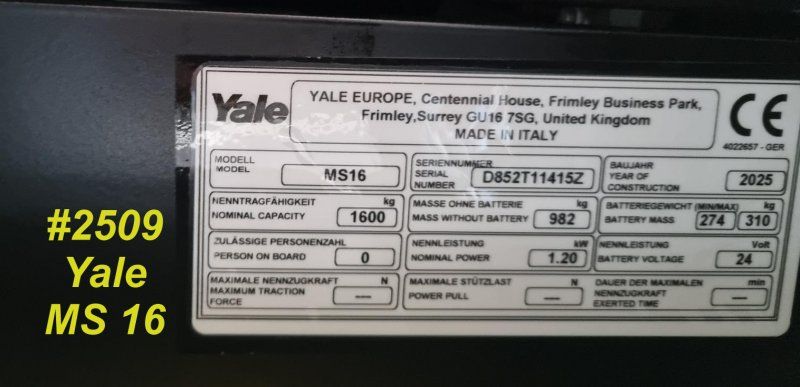 Yale
YALE EUROPE, Centennial House, Frimley Business Park,
Frimley,Surrey GU16 7SG, United Kingdom
MADE IN ITALY
CE
4022657 - GER
MODELL
MODEL
MS16
SERIENNUMMER
SERIAL
NUMBER
D852T11415Z
BAUJAHR
YEAR OF
CONSTRUCTION
2025
NENNTRAGFÄHIGKEIT kg
NOMINAL CAPACITY 1600
MASSE OHNE BATTERIE kg
MASS WITHOUT BATTERY 982
BATTERIEGEWICHT (MIN/MAX) kg
BATTERY MASS 274 310
ZULÄSSIGE PERSONENZAHL
PERSON ON BOARD 0
NENNLEISTUNG kW
NOMINAL POWER 1.20
NENNLEISTUNG Volt
BATTERY VOLTAGE 24
MAXIMALE NENNZUGKRAFT N
MAXIMUM TRACTION
FORCE —
MAXIMALE STÜTZLAST N
POWER PULL —
DAUER DER MAXIMALEN min
NENNZUGKRAFT
EXERTED TIME —
#2509
Yale
MS 16